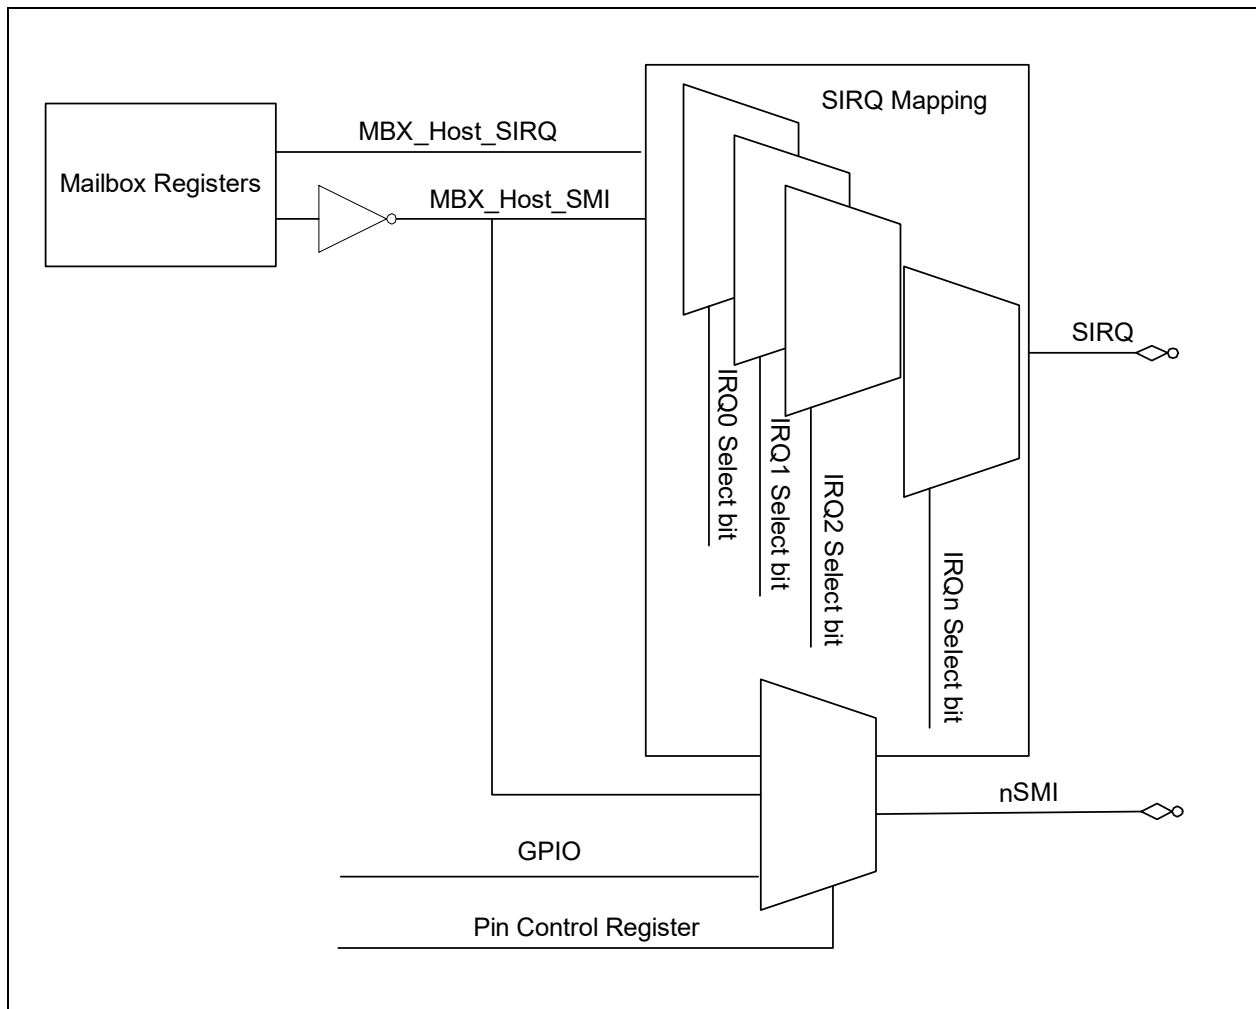 SIRQ Mapping
MBX_Host_SIRQ
Mailbox Registers
MBX_Host_SMI
SIRQ
IRQ0 Select bit
IRQ1 Select bit
IRQ2 Select bit
IRQn Select bit
nSMI
GPIO
Pin Control Register